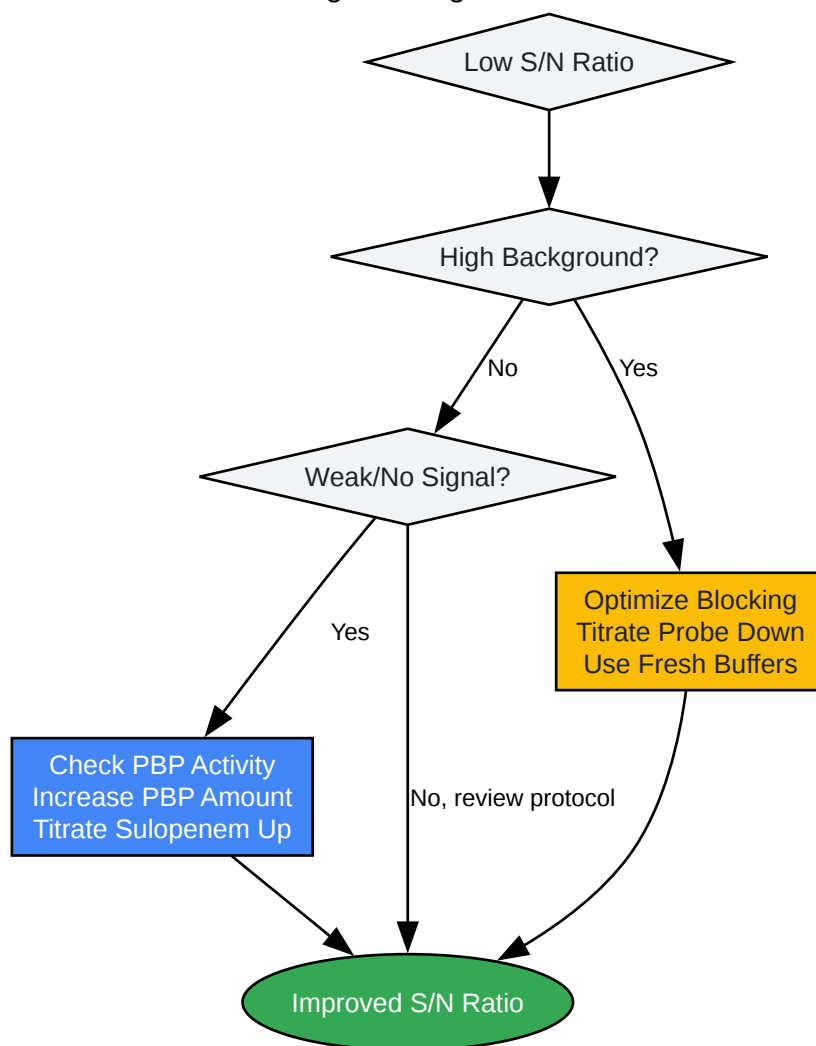 Low S/N Ratio
High Background?
No
Yes
Weak/No Signal?
Optimize Blocking
Titrate Probe Down
Use Fresh Buffers
Yes
Check PBP Activity
Increase PBP Amount
Titrate Sulopenem Up
No, review protocol
Improved S/N Ratio